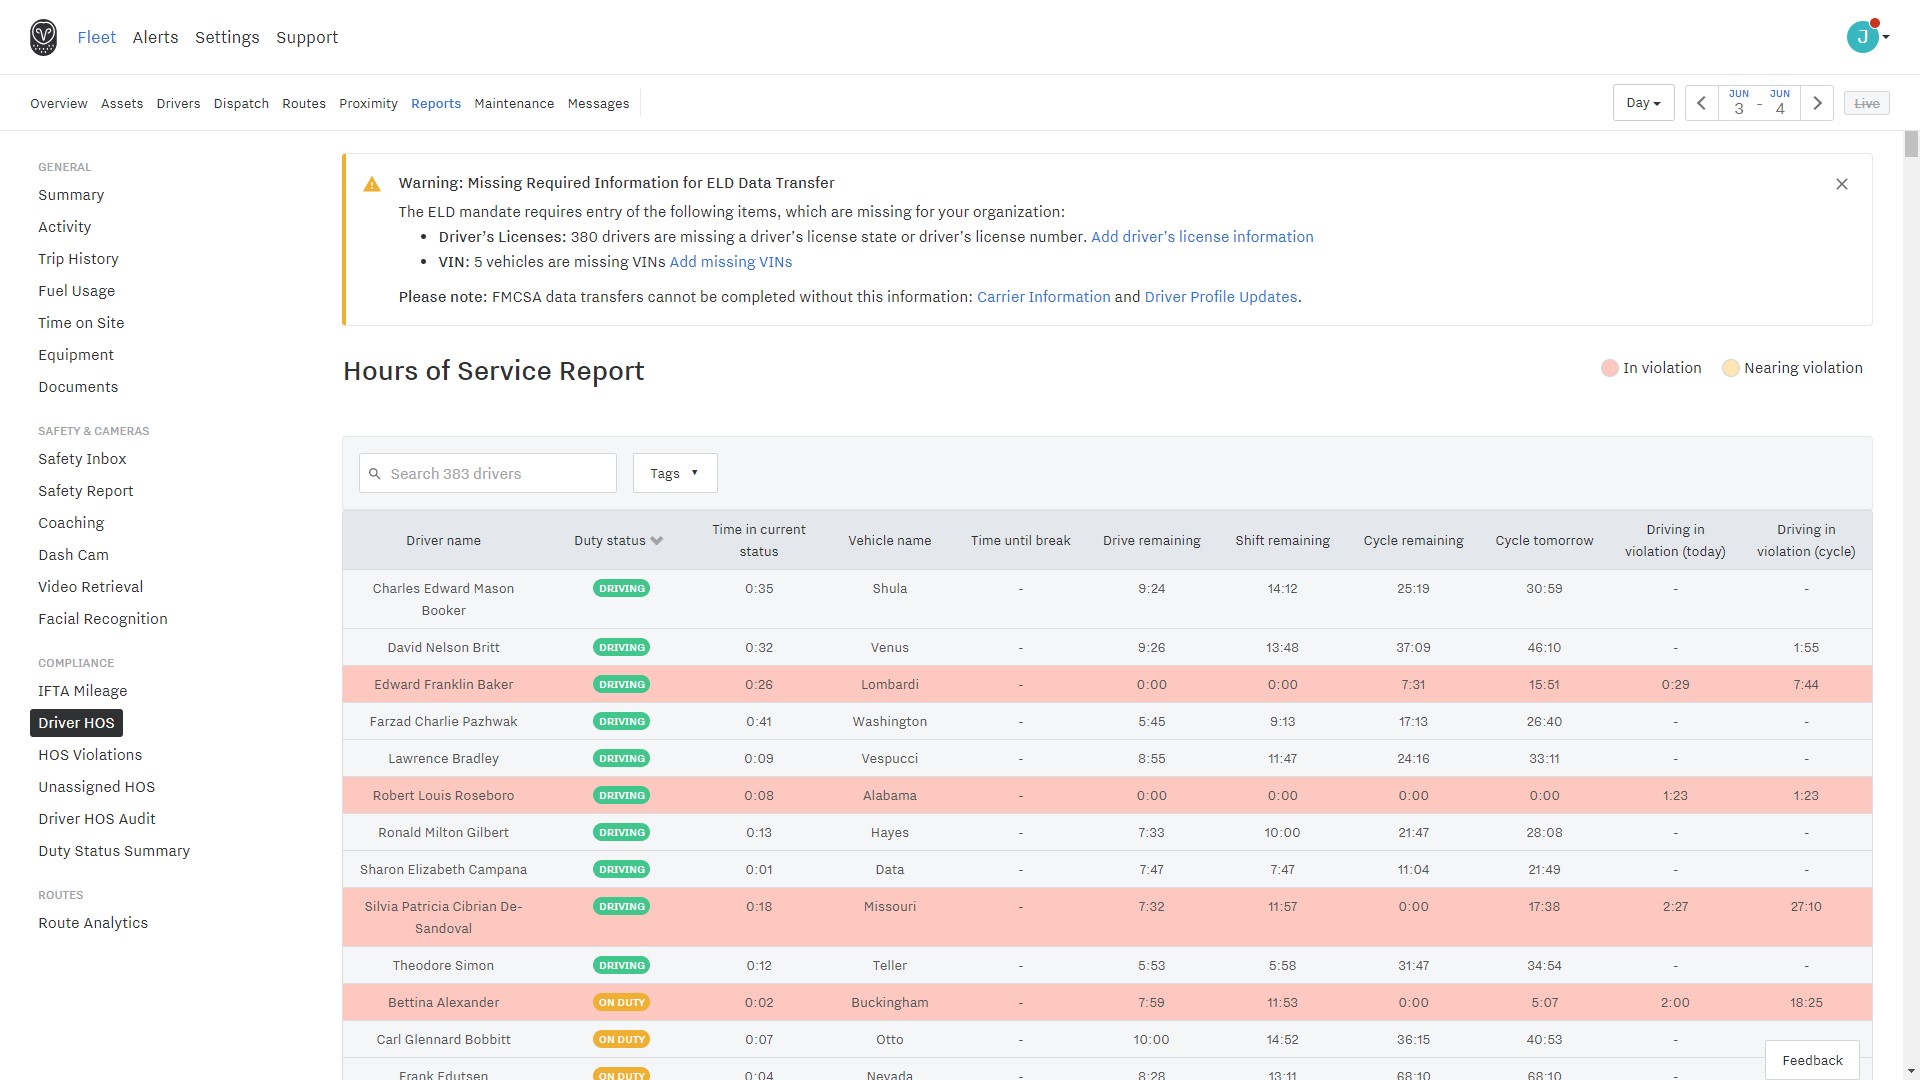 Fleet Alerts Settings Support
J
Overview Assets Drivers Dispatch Routes Proximity Reports Maintenance Messages
Day
JUN 3 - JUN 4
Live
GENERAL
Summary
Activity
Trip History
Fuel Usage
Time on Site
Equipment
Documents
SAFETY & CAMERAS
Safety Inbox
Safety Report
Coaching
Dash Cam
Video Retrieval
Facial Recognition
COMPLIANCE
IFTA Mileage
Driver HOS
HOS Violations
Unassigned HOS
Driver HOS Audit
Duty Status Summary
ROUTES
Route Analytics
Warning: Missing Required Information for ELD Data Transfer
The ELD mandate requires entry of the following items, which are missing for your organization:
• Driver's Licenses: 380 drivers are missing a driver's license state or driver's license number. Add driver's license information
• VIN: 5 vehicles are missing VINs Add missing VINs
Please note: FMCSA data transfers cannot be completed without this information: Carrier Information and Driver Profile Updates.
Hours of Service Report
In violation Nearing violation
Search 383 drivers
Tags
Driver name Duty status Time in current status Vehicle name Time until break Drive remaining Shift remaining Cycle remaining Cycle tomorrow Driving in violation (today) Driving in violation (cycle)
Charles Edward Mason Booker DRIVING 0:35 Shula - 9:24 14:12 25:19 30:59 - -
David Nelson Britt DRIVING 0:32 Venus - 9:26 13:48 37:09 46:10 - 1:55
Edward Franklin Baker DRIVING 0:26 Lombardi - 0:00 0:00 7:31 15:51 0:29 7:44
Farzad Charlie Pazhwak DRIVING 0:41 Washington - 5:45 9:13 17:13 26:40 - -
Lawrence Bradley DRIVING 0:09 Vespucci - 8:55 11:47 24:16 33:11 - -
Robert Louis Roseboro DRIVING 0:08 Alabama - 0:00 0:00 0:00 0:00 1:23 1:23
Ronald Milton Gilbert DRIVING 0:13 Hayes - 7:33 10:00 21:47 28:08 - -
Sharon Elizabeth Campana DRIVING 0:01 Data - 7:47 7:47 11:04 21:49 - -
Silvia Patricia Cibrian De-Sandoval DRIVING 0:18 Missouri - 7:32 11:57 0:00 17:38 2:27 27:10
Theodore Simon DRIVING 0:12 Teller - 5:53 5:58 31:47 34:54 - -
Bettina Alexander ON DUTY 0:02 Buckingham - 7:59 11:53 0:00 5:07 2:00 18:25
Carl Glennard Bobbitt ON DUTY 0:07 Otto - 10:00 14:52 36:15 40:53 -
Frank Edutsen ON DUTY 0:04 Nevada - 8:28 13:11 68:10 68:10 -
Feedback